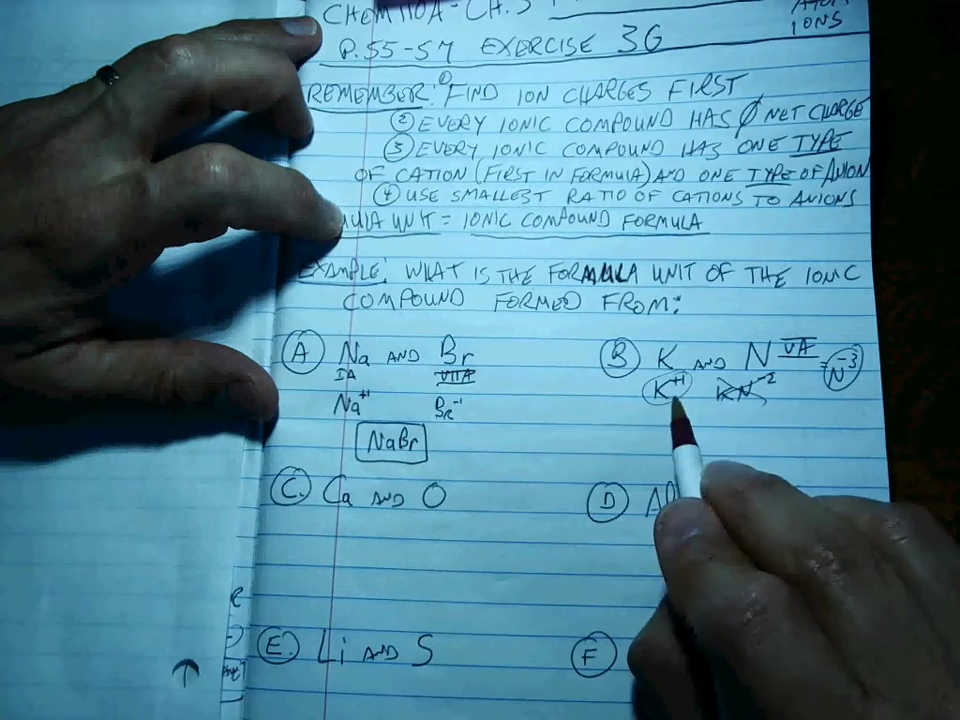 CHEM 110A - CH. 3
IONS
P. 55-57 EXERCISE 3G
REMEMBER: ① FIND ION CHARGES FIRST
② EVERY IONIC COMPOUND HAS ∅ NET CHARGE
③ EVERY IONIC COMPOUND HAS ONE TYPE
OF CATION (FIRST IN FORMULA) AND ONE TYPE OF ANION
④ USE SMALLEST RATIO OF CATIONS TO ANIONS
MULA UNIT = IONIC COMPOUND FORMULA
EXAMPLE: WHAT IS THE FORMULA UNIT OF THE IONIC
COMPOUND FORMED FROM:
A Na AND Br
IA VIIA
Na+1 Br-1
NaBr
B K AND N VA = N-3
K+1
C. Ca AND O
D Al
E. Li AND S
F